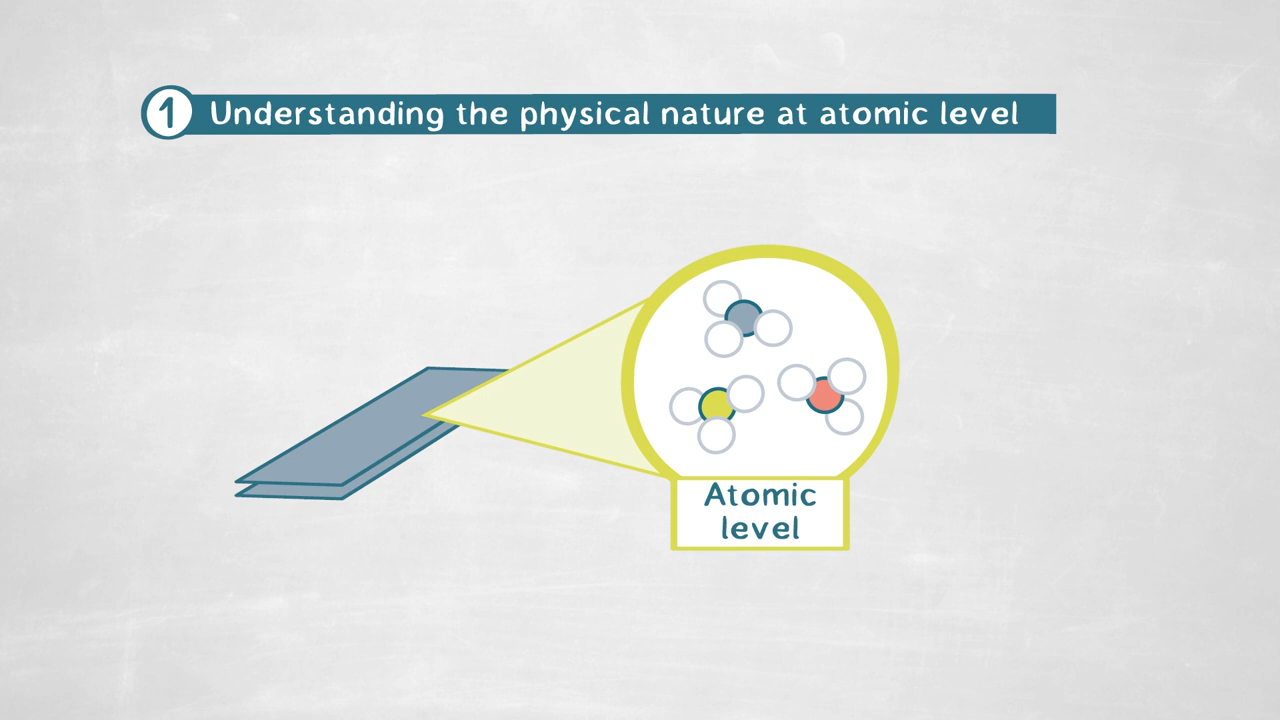 1 Understanding the physical nature at atomic level
Atomic
level